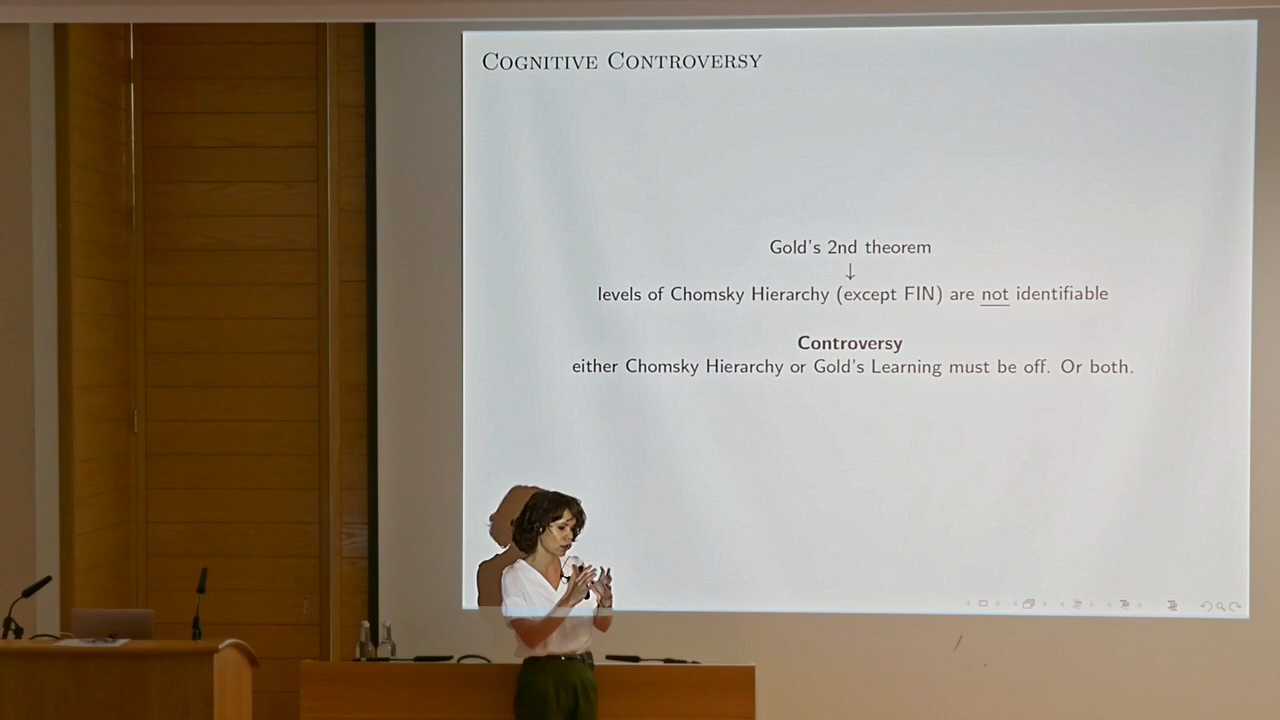 Cognitive Controversy
Gold's 2nd theorem
↓
levels of Chomsky Hierarchy (except FIN) are not identifiable
Controversy
either Chomsky Hierarchy or Gold's Learning must be off. Or both.